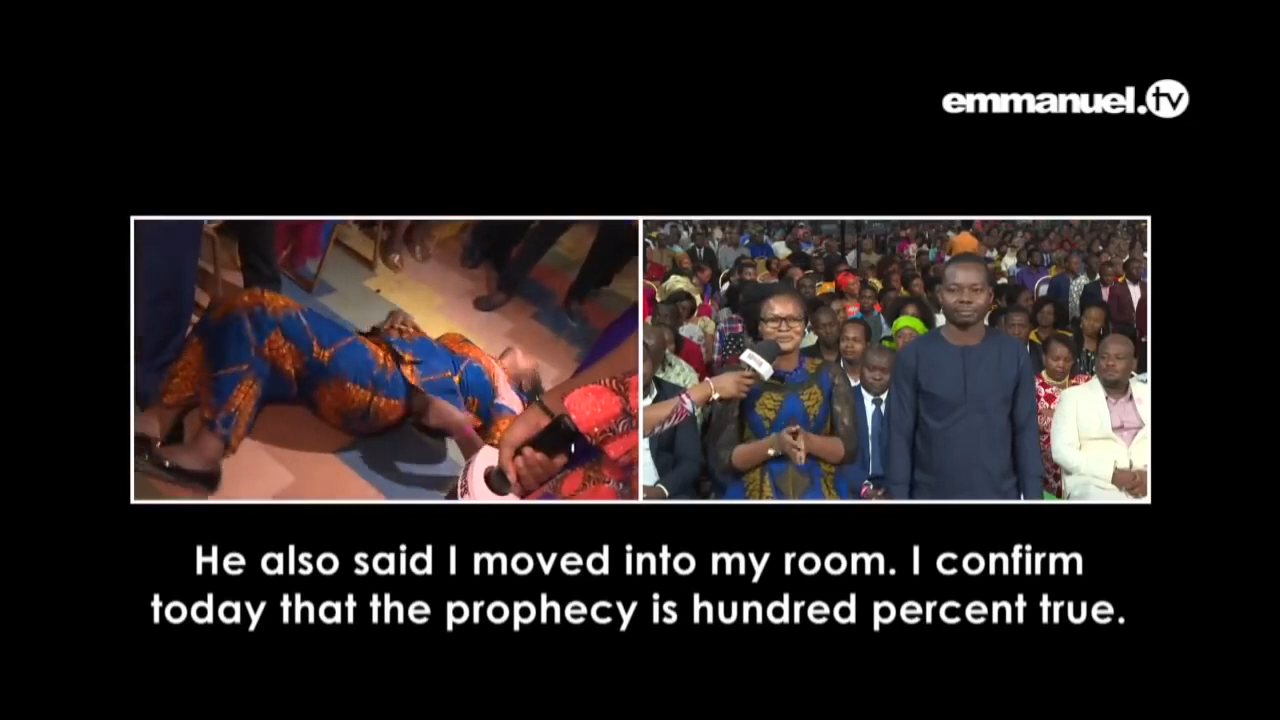 emmanuel.tv
He also said I moved into my room. I confirm
today that the prophecy is hundred percent true.